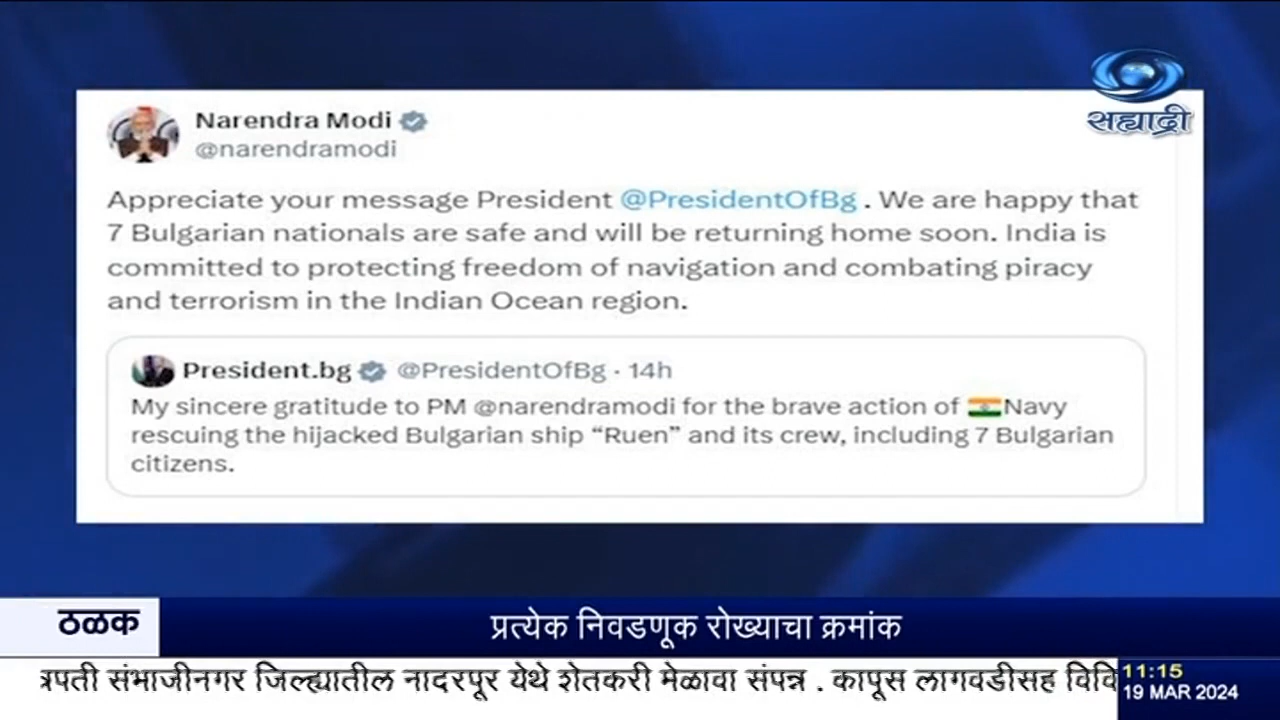 सह्याद्री
Narendra Modi
@narendramodi
Appreciate your message President @PresidentOfBg . We are happy that
7 Bulgarian nationals are safe and will be returning home soon. India is
committed to protecting freedom of navigation and combating piracy
and terrorism in the Indian Ocean region.
President.bg @PresidentOfBg · 14h
My sincere gratitude to PM @narendramodi for the brave action of 🇮🇳Navy
rescuing the hijacked Bulgarian ship “Ruen” and its crew, including 7 Bulgarian
citizens.
ठळक
प्रत्येक निवडणूक रोख्याचा क्रमांक
त्रपती संभाजीनगर जिल्ह्यातील नादरपूर येथे शेतकरी मेळावा संपन्न . कापूस लागवडीसह विवि
11:15
19 MAR 2024